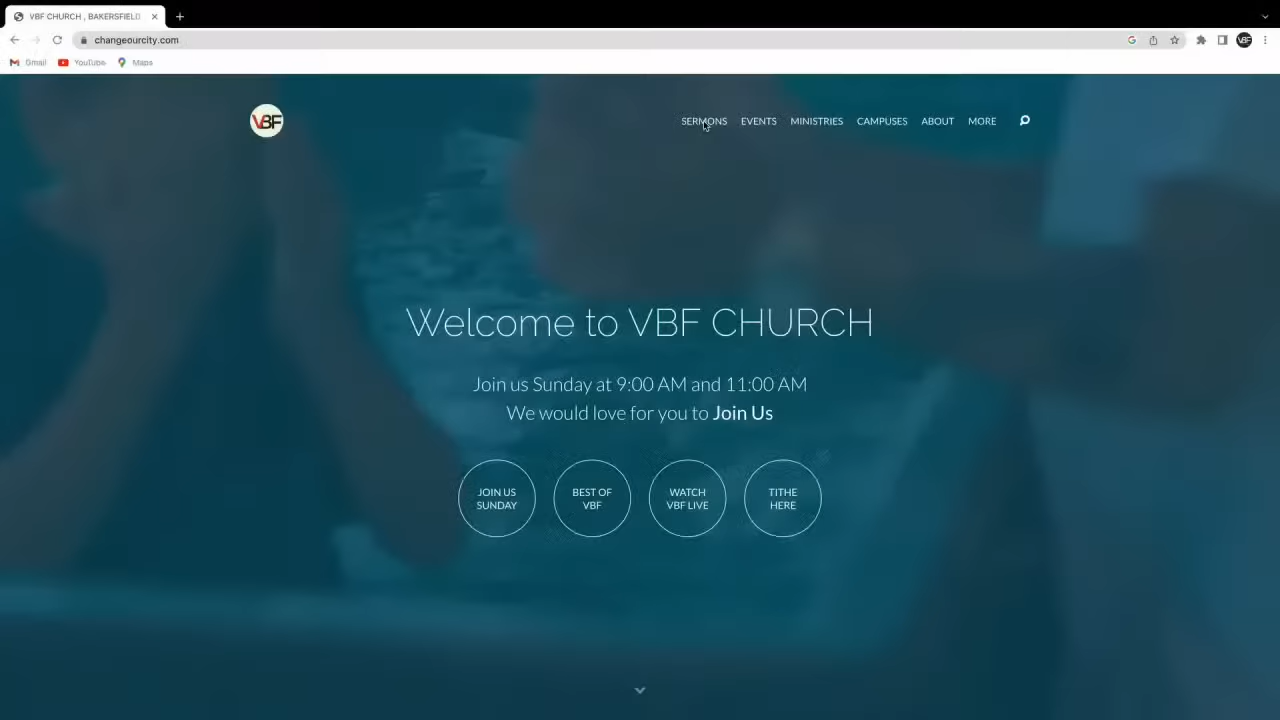 VBF CHURCH , BAKERSFIELD
changeourcity.com
VBF
Gmail
YouTube
Maps
VBF
SERMONS
EVENTS
MINISTRIES
CAMPUSES
ABOUT
MORE
Welcome to VBF CHURCH
Join us Sunday at 9:00 AM and 11:00 AM
We would love for you to Join Us
JOIN US
SUNDAY
BEST OF
VBF
WATCH
VBF LIVE
TITHE
HERE